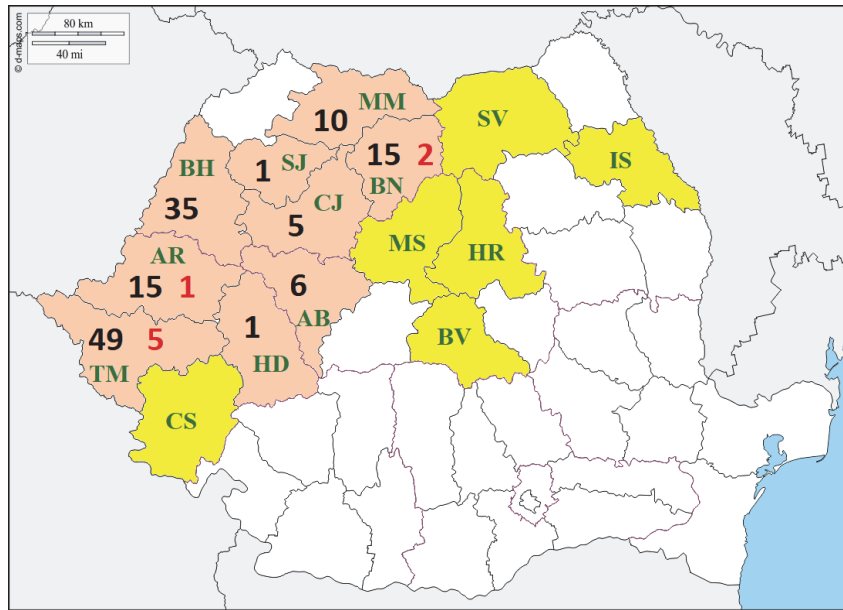 © d-maps.com
80 km
40 mi
MM
10
SV
IS
BH
35
1 SJ
15 2
BN
CJ
5
MS
HR
AR
15 1
6
AB
49 5
TM
1
HD
BV
CS